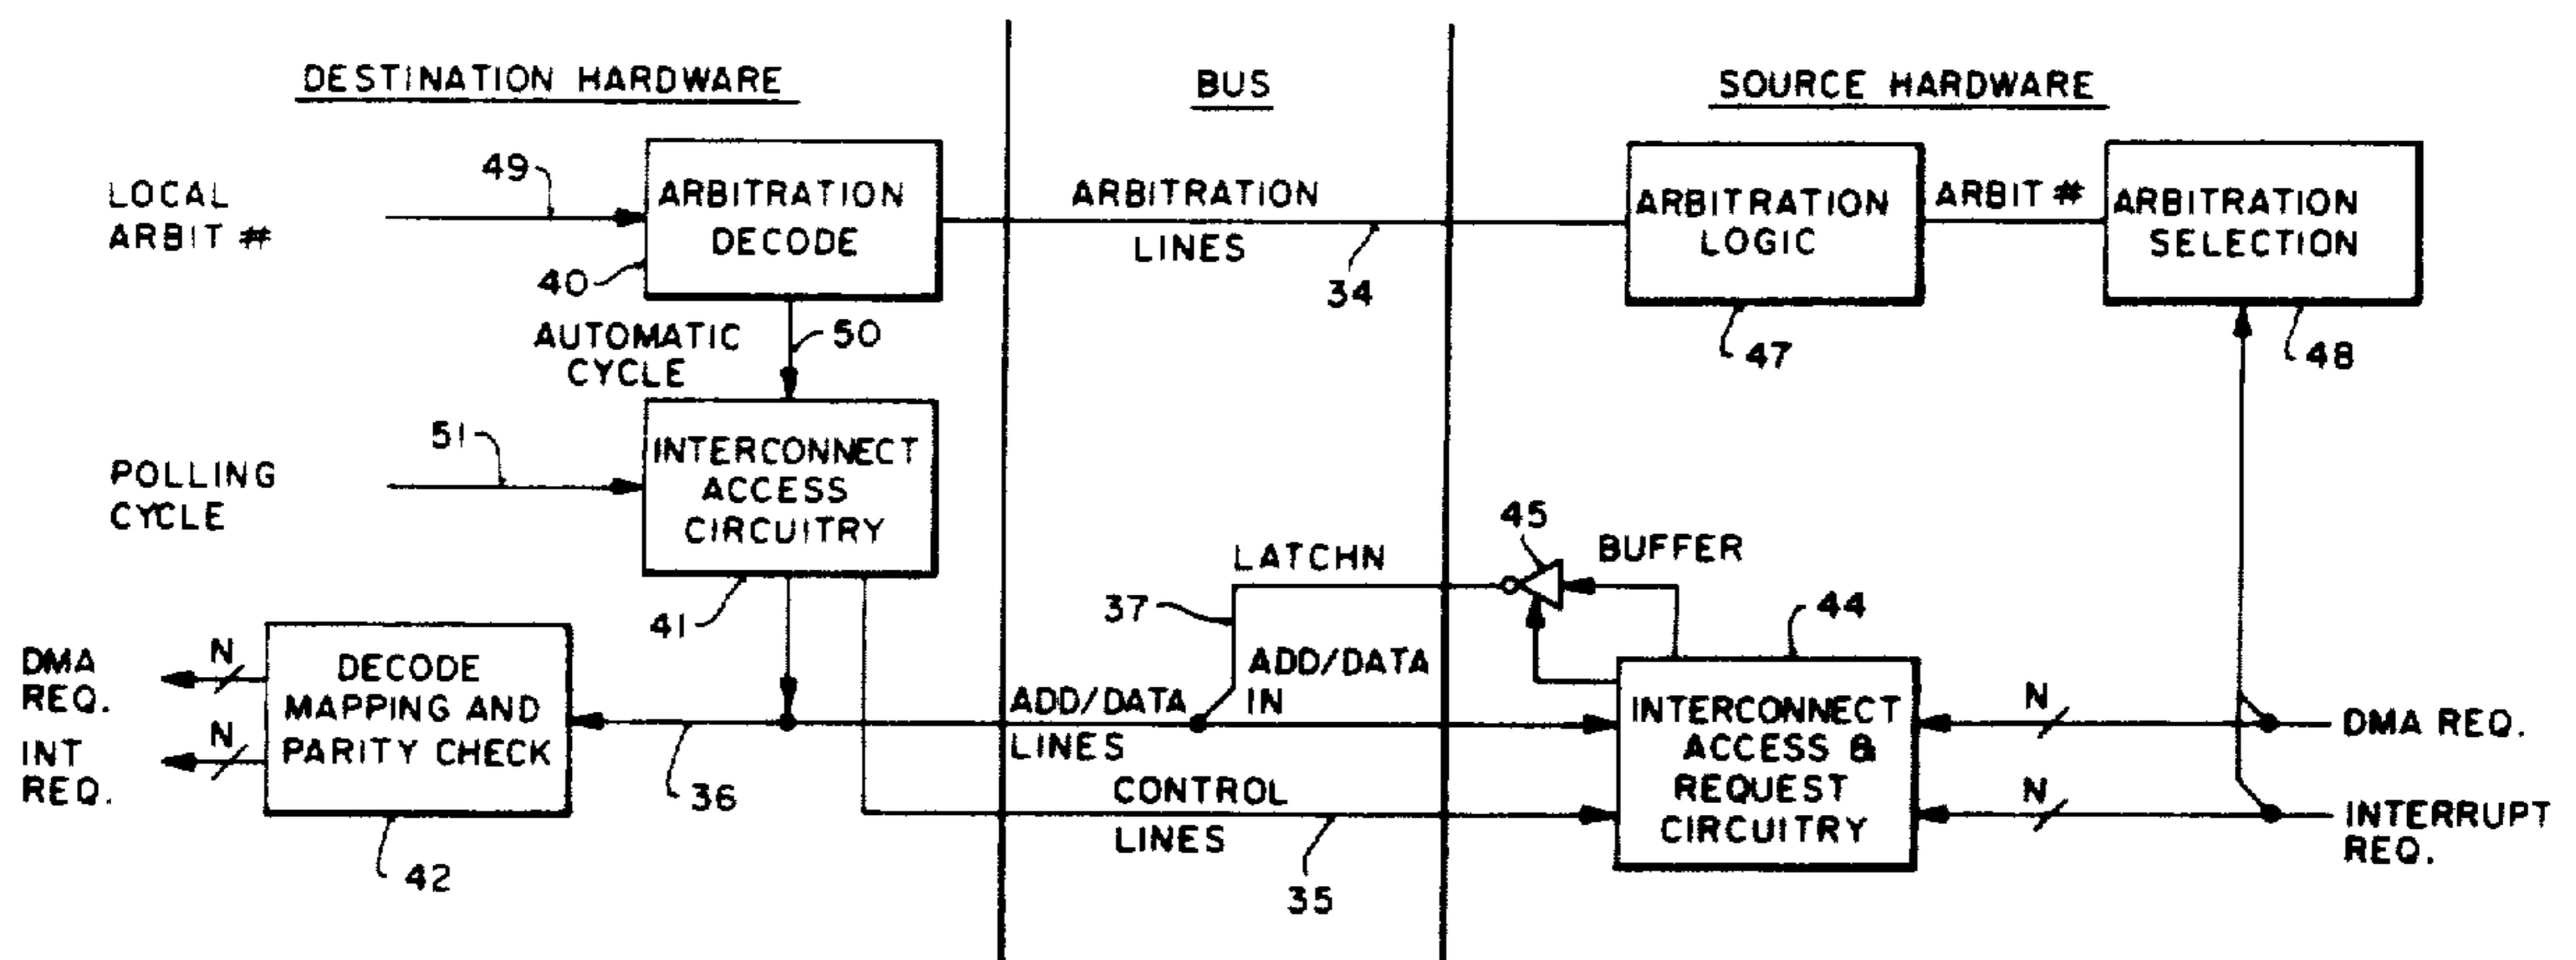 DESTINATION HARDWARE
BUS
SOURCE HARDWARE
LOCAL
ARBIT #
49
ARBITRATION
DECODE
40
ARBITRATION
LINES
34
ARBITRATION
LOGIC
47
ARBIT #
ARBITRATION
SELECTION
48
AUTOMATIC
CYCLE
50
POLLING
CYCLE
51
INTERCONNECT
ACCESS
CIRCUITRY
41
LATCHN
37
45
BUFFER
44
DMA
REQ.
N
INT
REQ.
N
DECODE
MAPPING AND
PARITY CHECK
42
36
ADD/DATA
LINES
ADD/DATA
IN
CONTROL
LINES
35
INTERCONNECT
ACCESS &
REQUEST
CIRCUITRY
N
DMA REQ.
N
INTERRUPT
REQ.